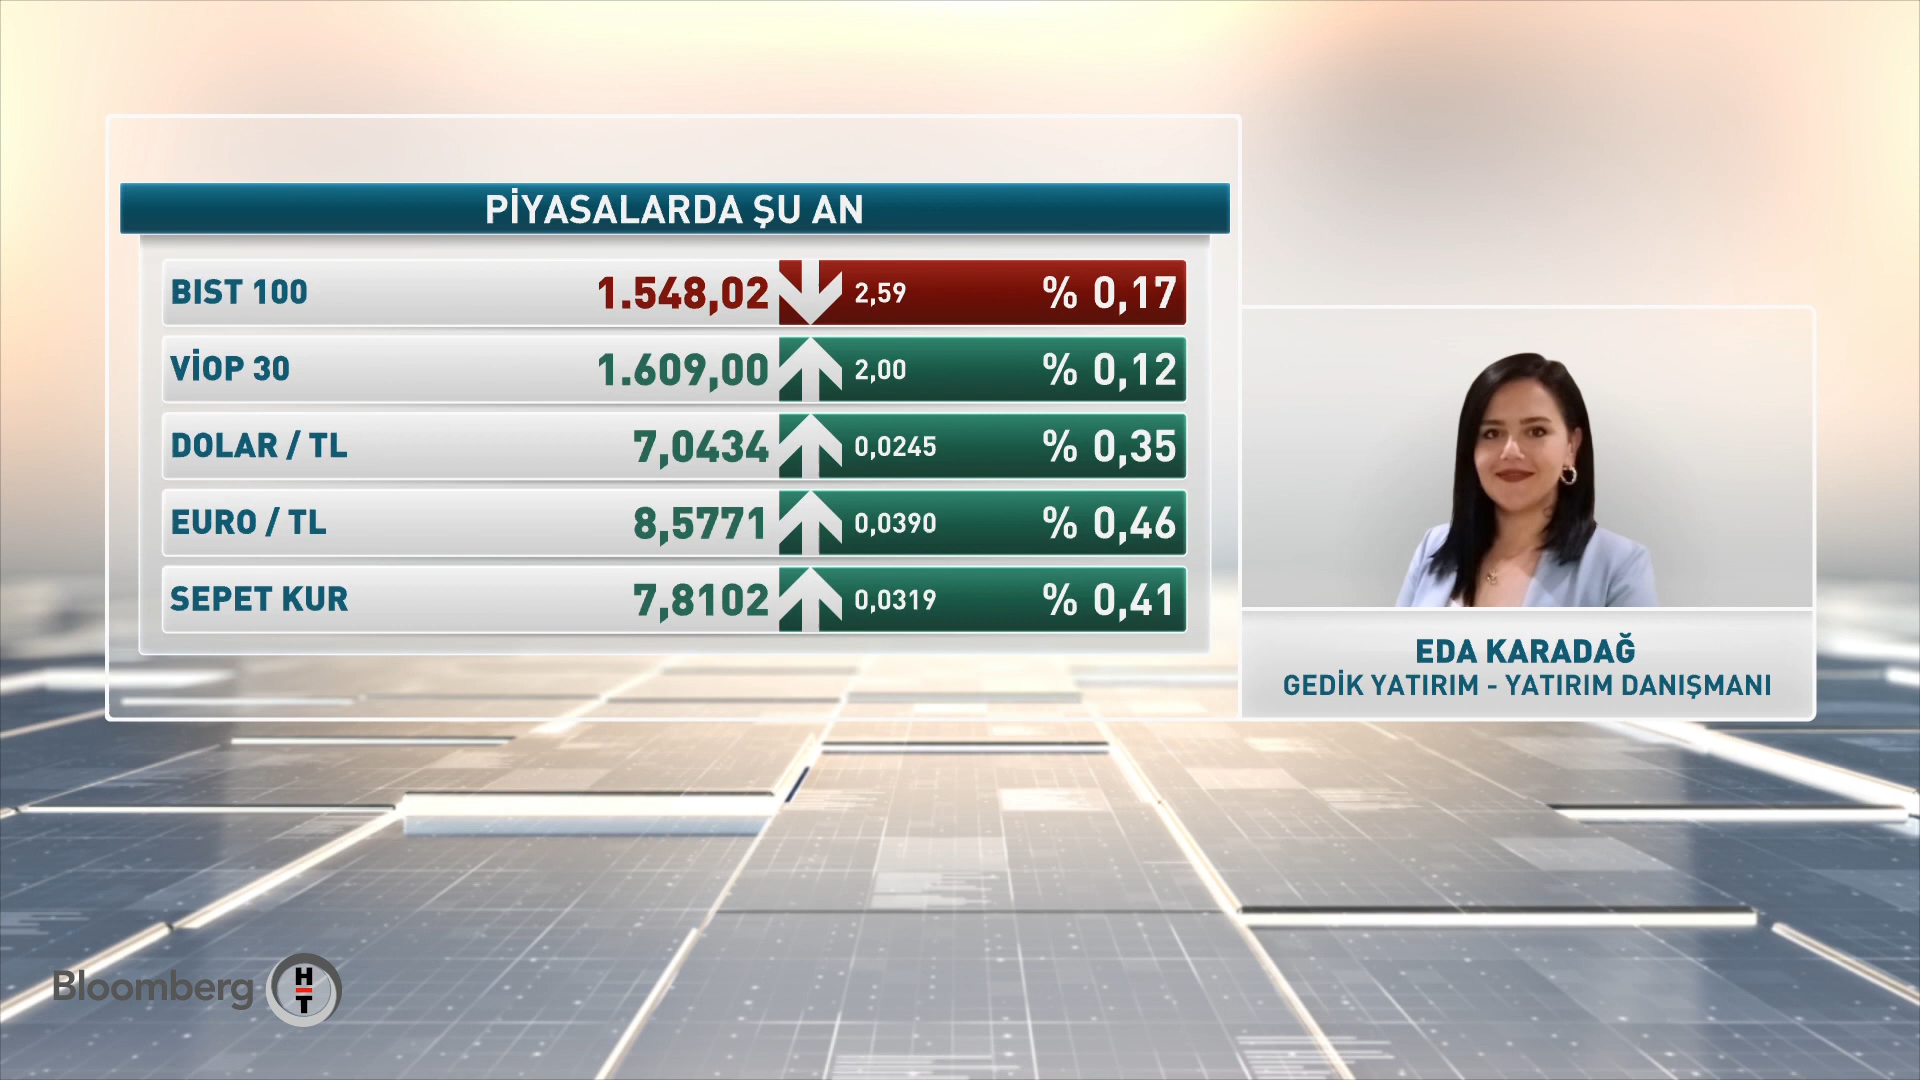 PİYASALARDA ŞU AN
BIST 100 1.548,02 2,59 % 0,17
VİOP 30 1.609,00 2,00 % 0,12
DOLAR / TL 7,0434 0,0245 % 0,35
EURO / TL 8,5771 0,0390 % 0,46
SEPET KUR 7,8102 0,0319 % 0,41
EDA KARADAĞ
GEDİK YATIRIM - YATIRIM DANIŞMANI
Bloomberg HT